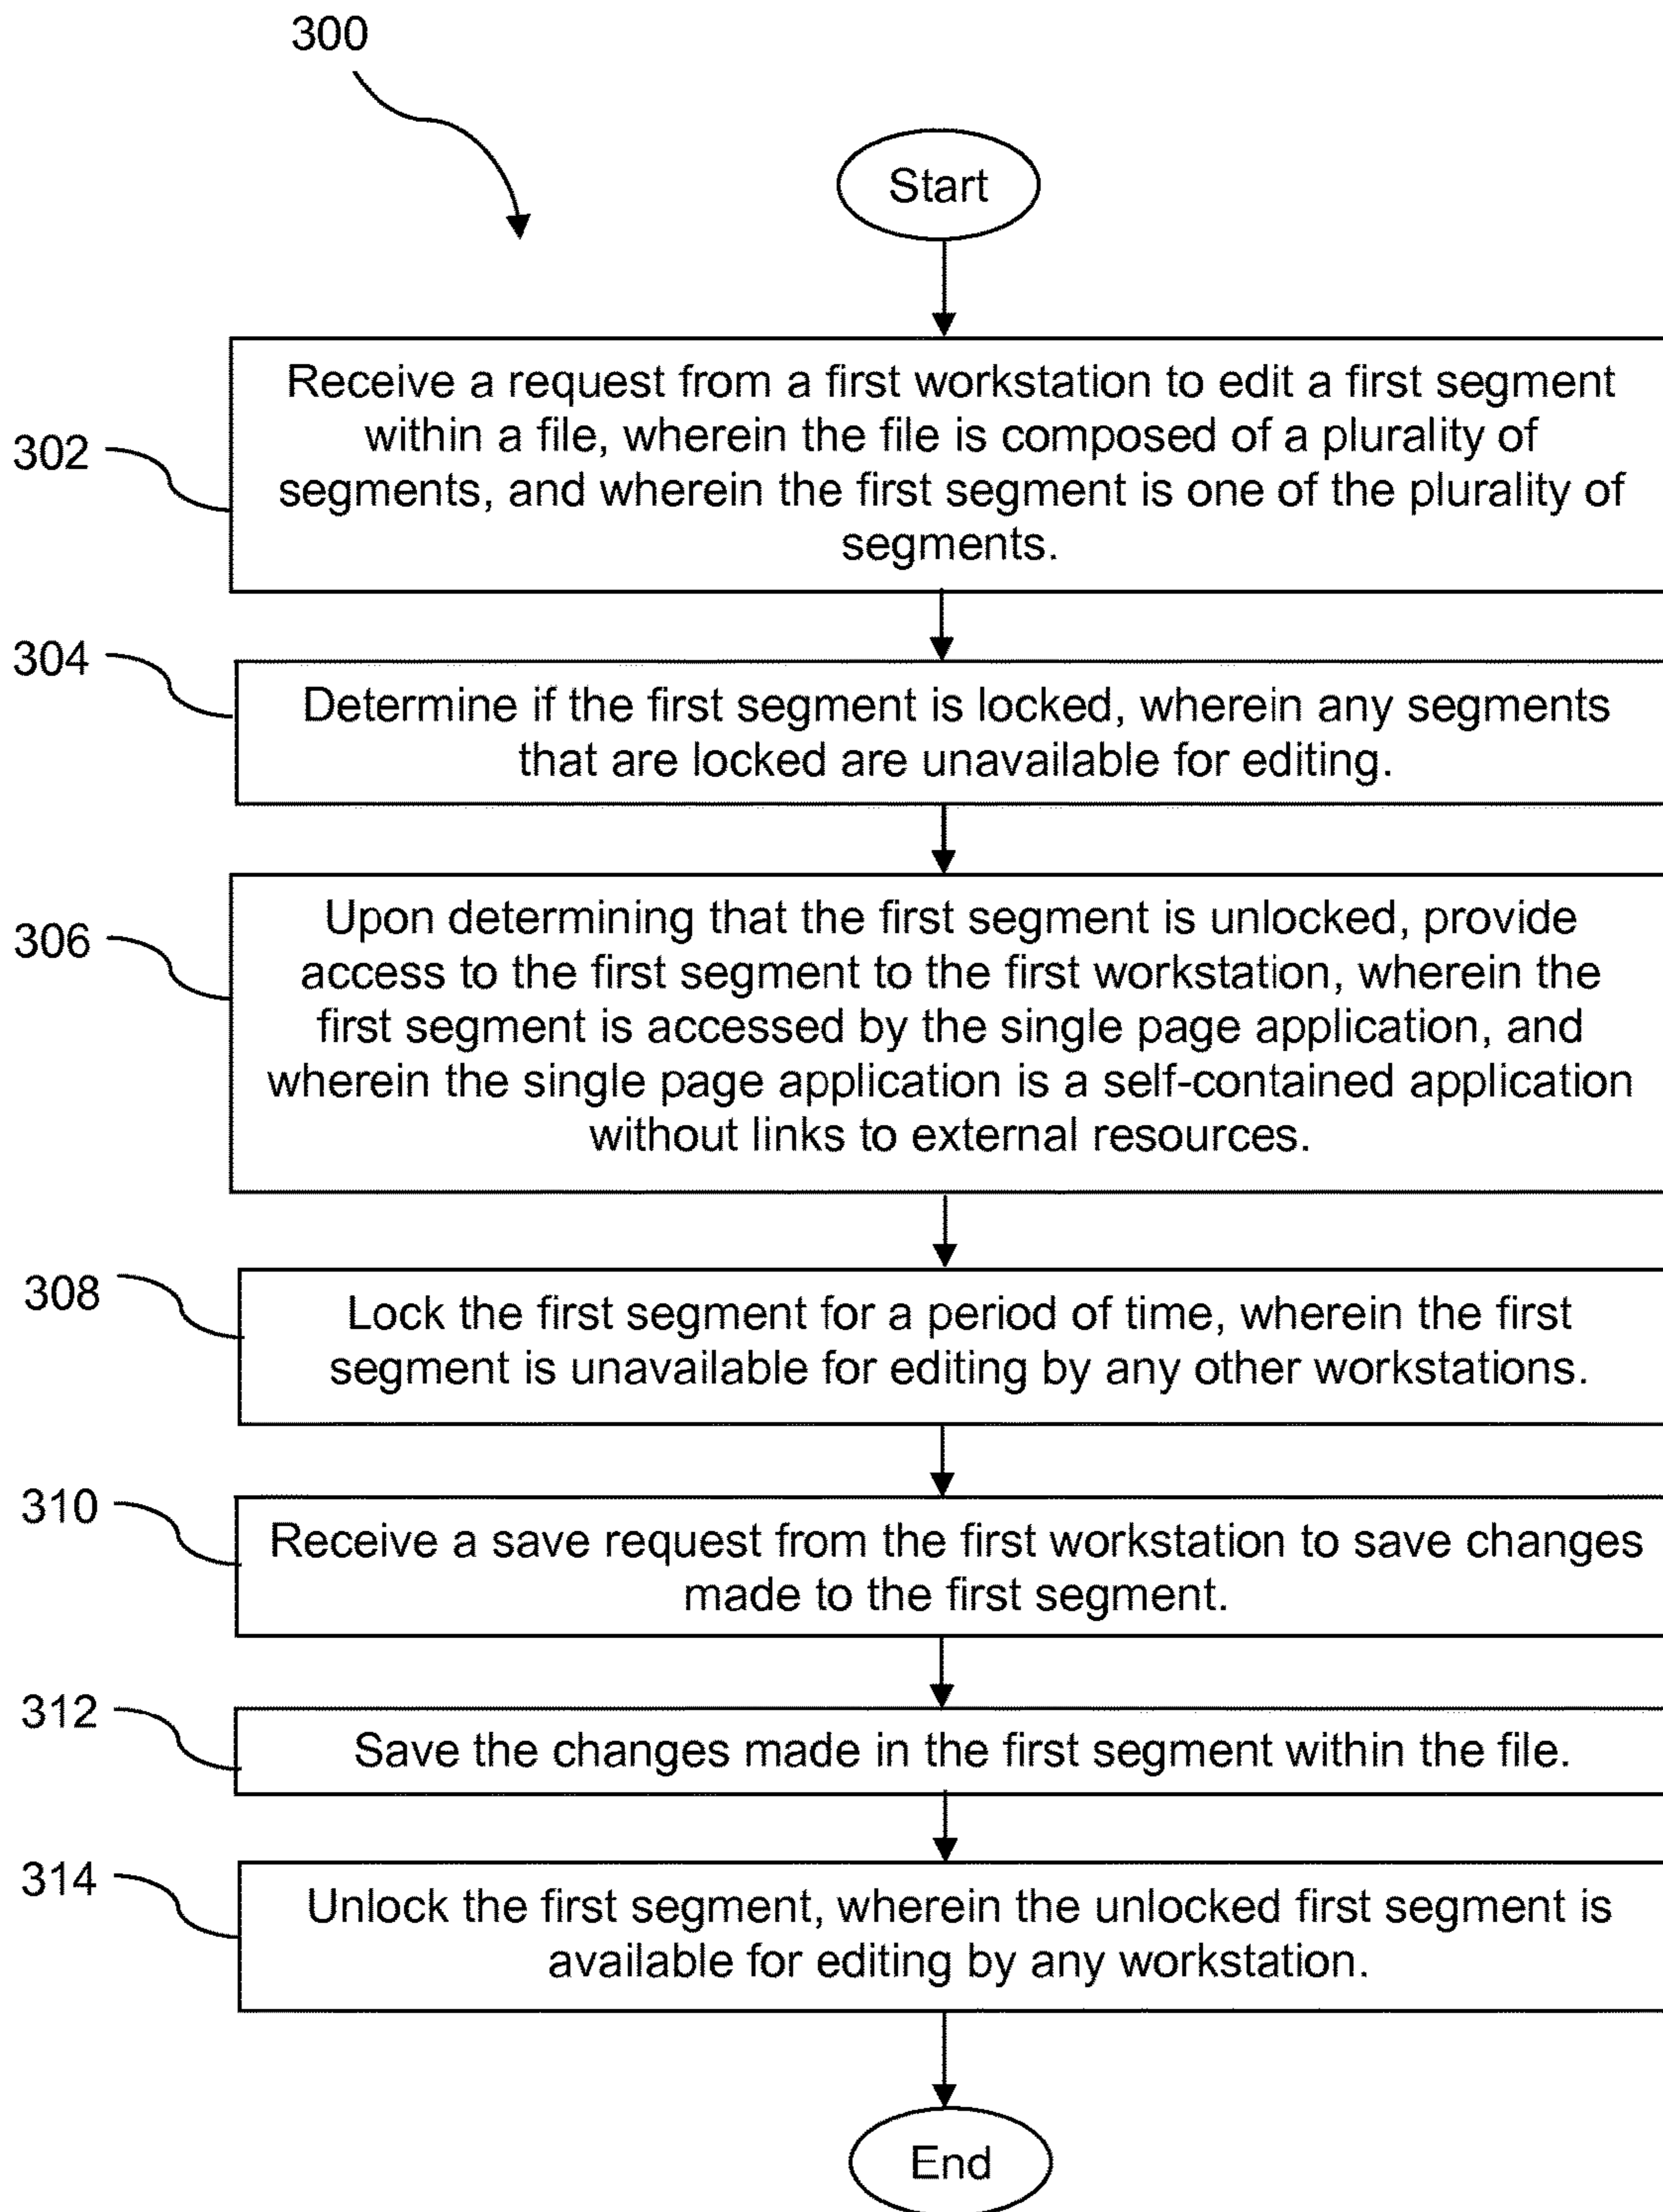 300
Start
302
Receive a request from a first workstation to edit a first segment
within a file, wherein the file is composed of a plurality of
segments, and wherein the first segment is one of the plurality of
segments.
304
Determine if the first segment is locked, wherein any segments
that are locked are unavailable for editing.
306
Upon determining that the first segment is unlocked, provide
access to the first segment to the first workstation, wherein the
first segment is accessed by the single page application, and
wherein the single page application is a self-contained application
without links to external resources.
308
Lock the first segment for a period of time, wherein the first
segment is unavailable for editing by any other workstations.
310
Receive a save request from the first workstation to save changes
made to the first segment.
312
Save the changes made in the first segment within the file.
314
Unlock the first segment, wherein the unlocked first segment is
available for editing by any workstation.
End